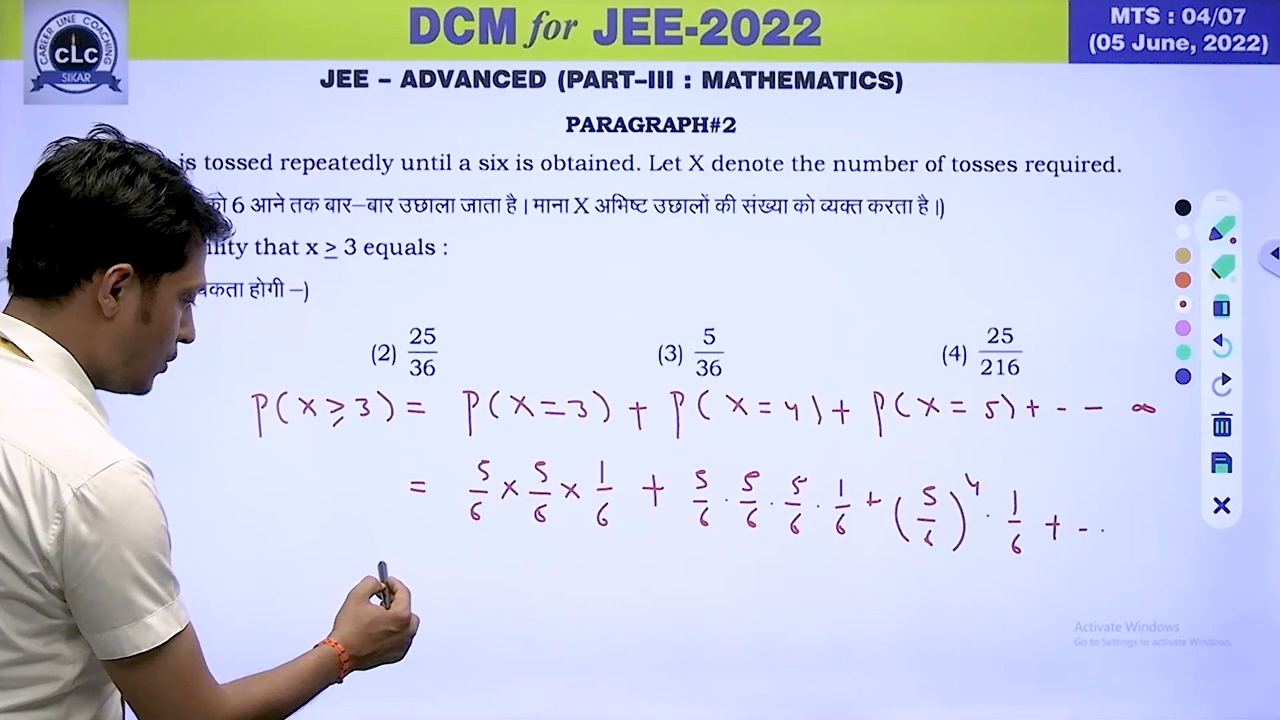 DCM for JEE-2022
MTS : 04/07
(05 June, 2022)
CAREER LINE COACHING
CLC
SIKAR
JEE – ADVANCED (PART–III : MATHEMATICS)
PARAGRAPH#2
is tossed repeatedly until a six is obtained. Let X denote the number of tosses required.
को 6 आने तक बार–बार उछाला जाता है। माना X अभिष्ट उछालों की संख्या को व्यक्त करता है।)
that x ≥ 3 equals :
होगी –)
(2) 25/36 (3) 5/36 (4) 25/216
P(X ≥ 3) = P(X = 3) + P(X = 4) + P(X = 5) + - - ∞
= 5/6 × 5/6 × 1/6 + 5/6 · 5/6 · 5/6 · 1/6 + (5/6)^4 · 1/6 + - ·
Activate Windows
Go to Settings to activate Windows.